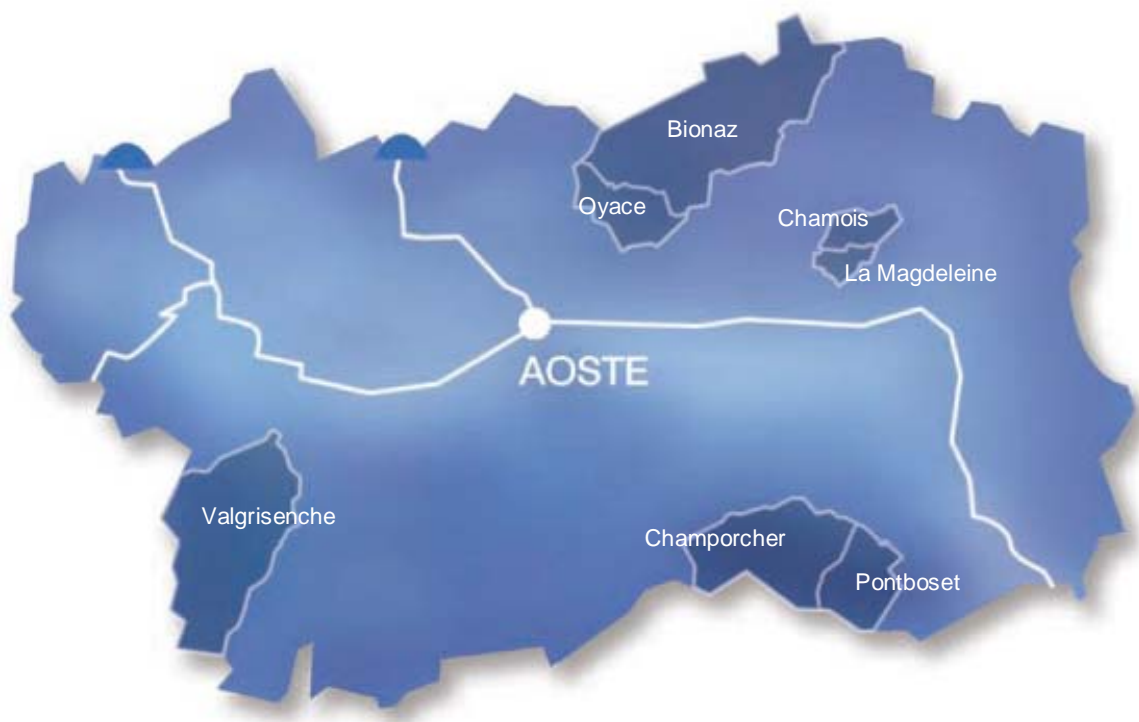 Bionaz
Oyace
Chamois
La Magdeleine
AOSTE
Valgrisenche
Champorcher
Pontboset